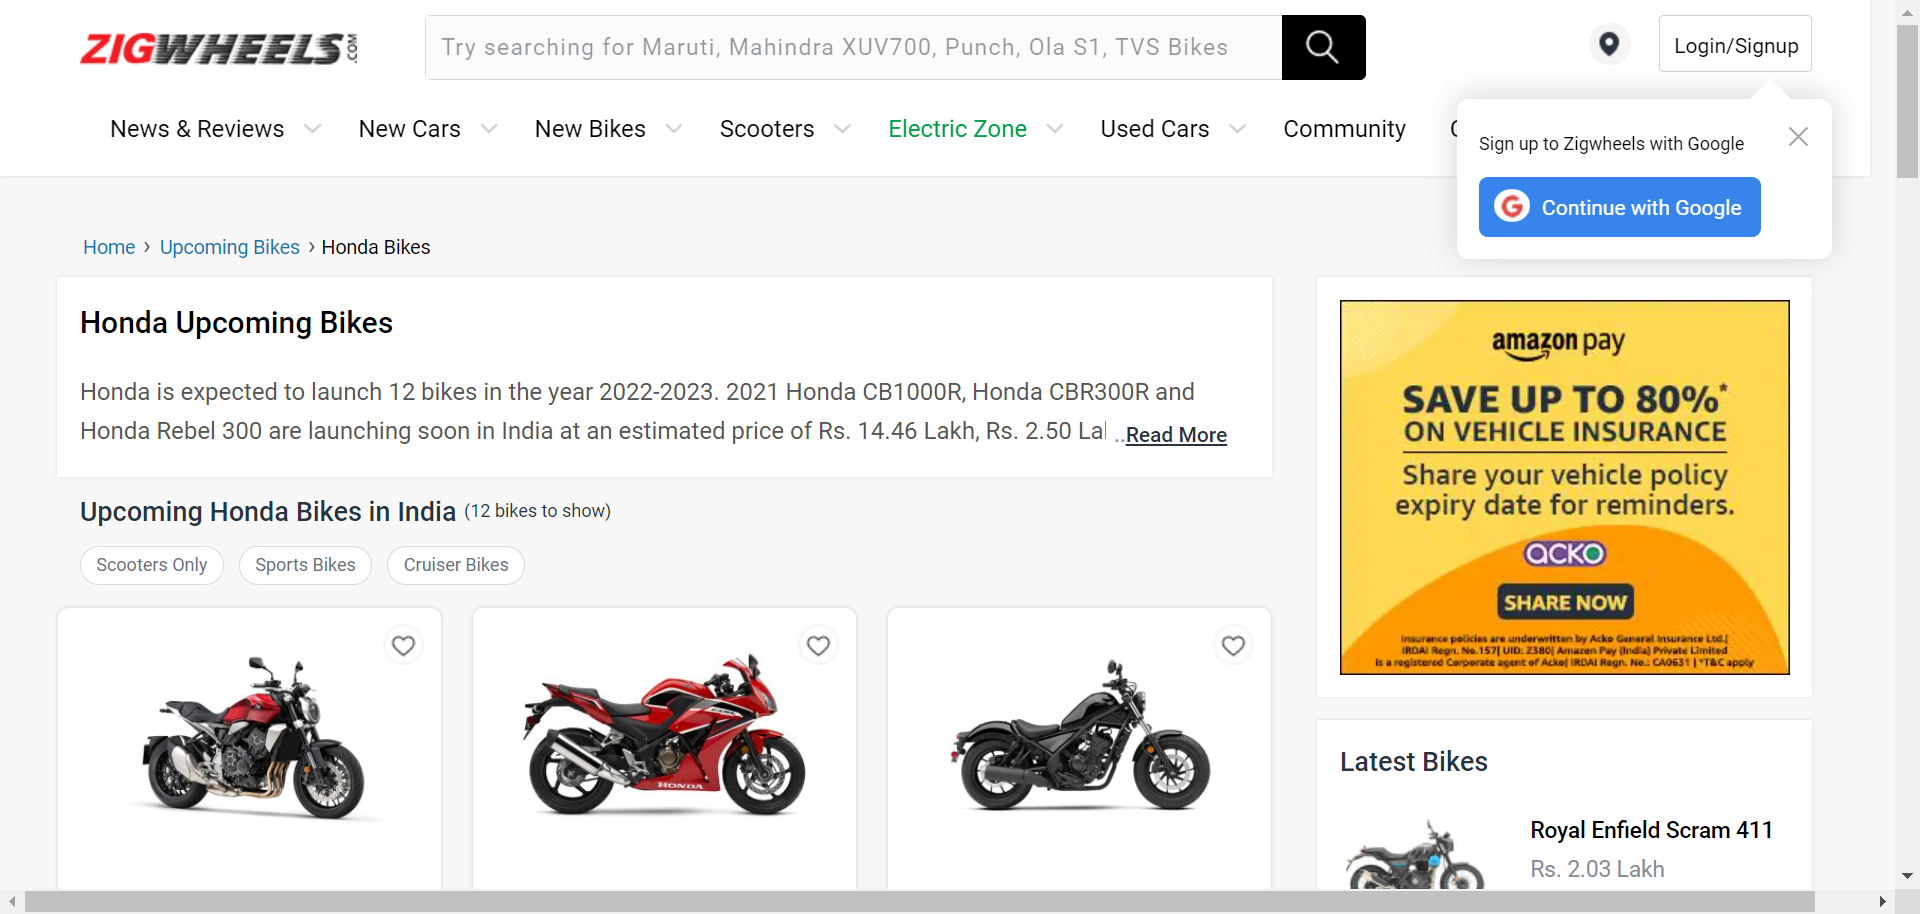 ZIGWHEELS.COM
Try searching for Maruti, Mahindra XUV700, Punch, Ola S1, TVS Bikes
Login/Signup
News & Reviews
New Cars
New Bikes
Scooters
Electric Zone
Used Cars
Community
Sign up to Zigwheels with Google
Continue with Google
Home › Upcoming Bikes › Honda Bikes
Honda Upcoming Bikes
Honda is expected to launch 12 bikes in the year 2022-2023. 2021 Honda CB1000R, Honda CBR300R and
Honda Rebel 300 are launching soon in India at an estimated price of Rs. 14.46 Lakh, Rs. 2.50 ..Read More
Upcoming Honda Bikes in India (12 bikes to show)
Scooters Only
Sports Bikes
Cruiser Bikes
HONDA
amazon pay
SAVE UP TO 80%*
ON VEHICLE INSURANCE
Share your vehicle policy
expiry date for reminders.
acko
SHARE NOW
Insurance policies are underwritten by Acko General Insurance Ltd.|
IRDAI Regn. No.157| UID: Z380| Amazon Pay (India) Private Limited
is a registered Corporate agent of Acko| IRDAI Regn. No.: CA0631 | *T&C apply
Latest Bikes
Royal Enfield Scram 411
Rs. 2.03 Lakh